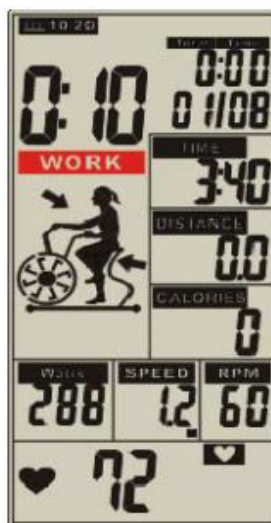 10-20
Total Time
0:10
0:00
01/08
WORK
TIME
3:40
DISTANCE
0.0
CALORIES
0
Watts SPEED RPM
288 1.2 60
72